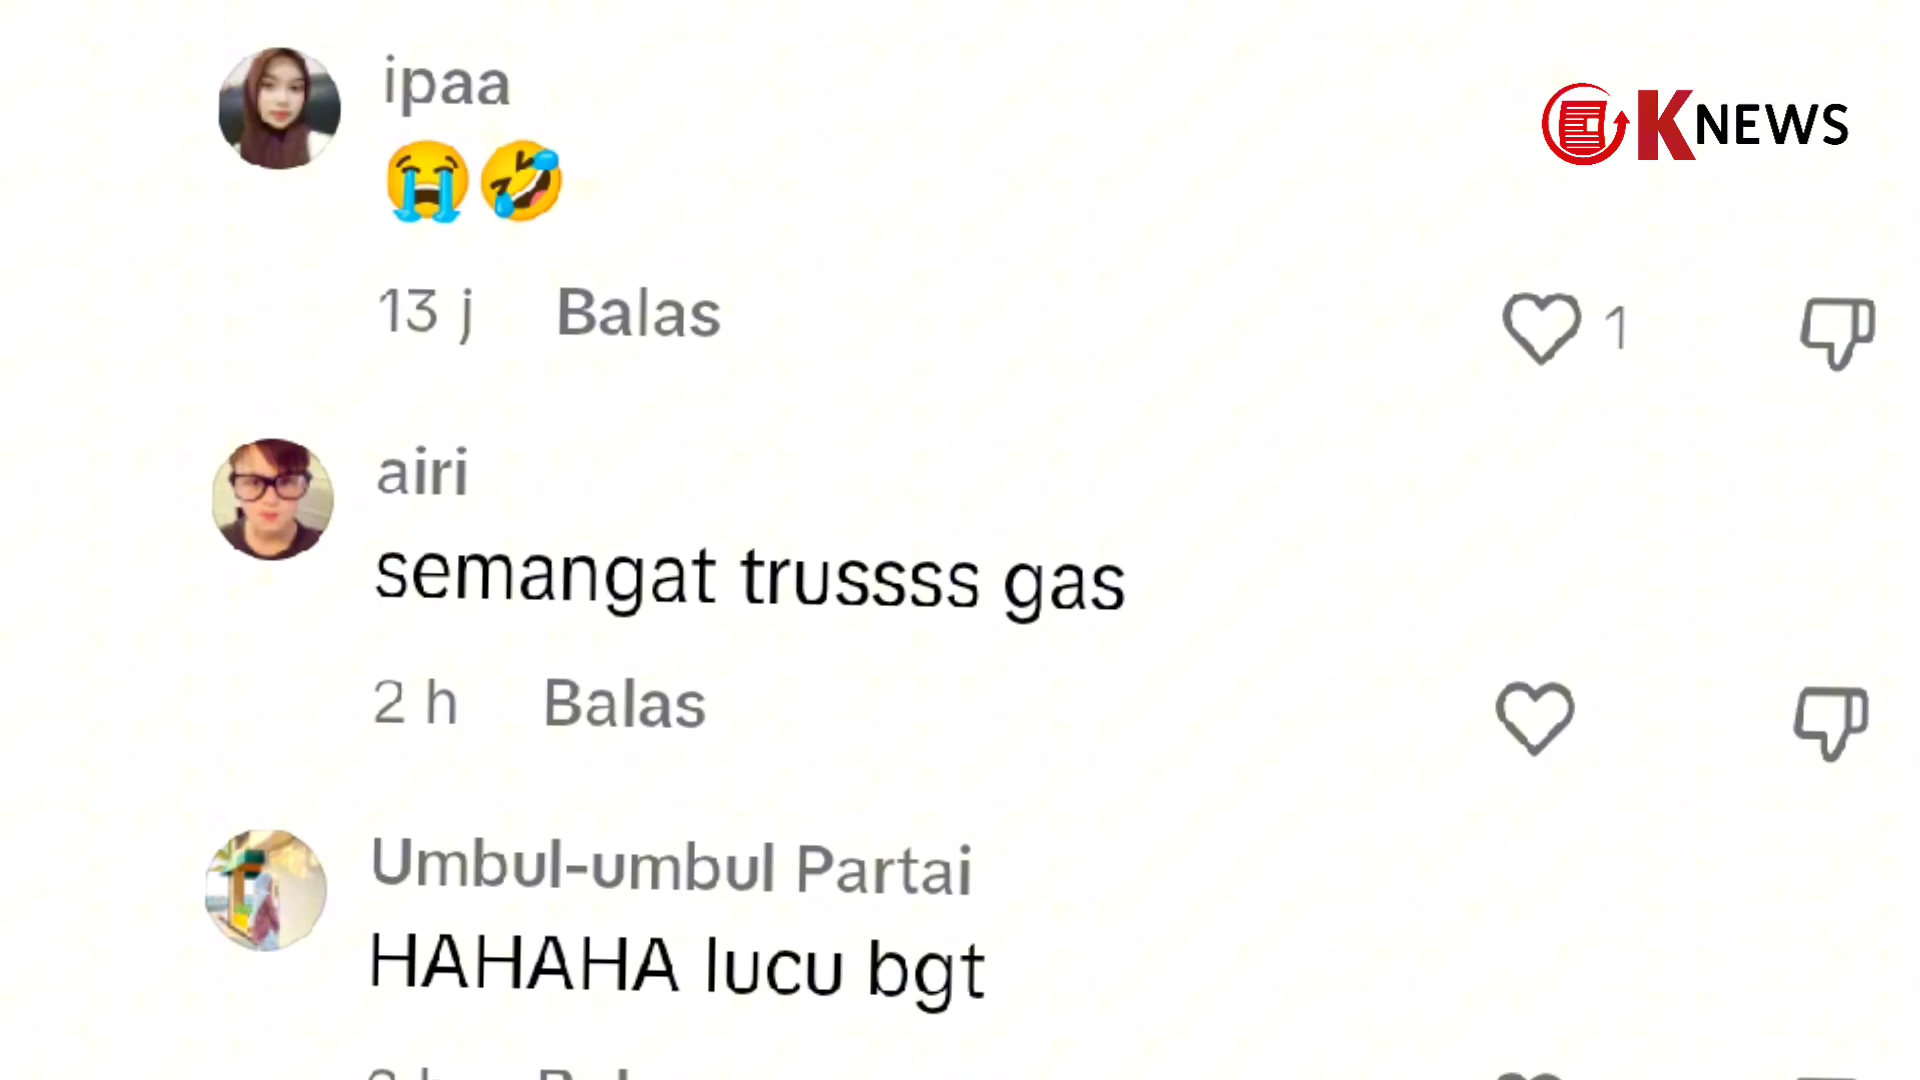 ipaa
😭🤣
13 j Balas
1
KNEWS
airi
semangat trussss gas
2 h Balas
Umbul-umbul Partai
HAHAHA lucu bgt